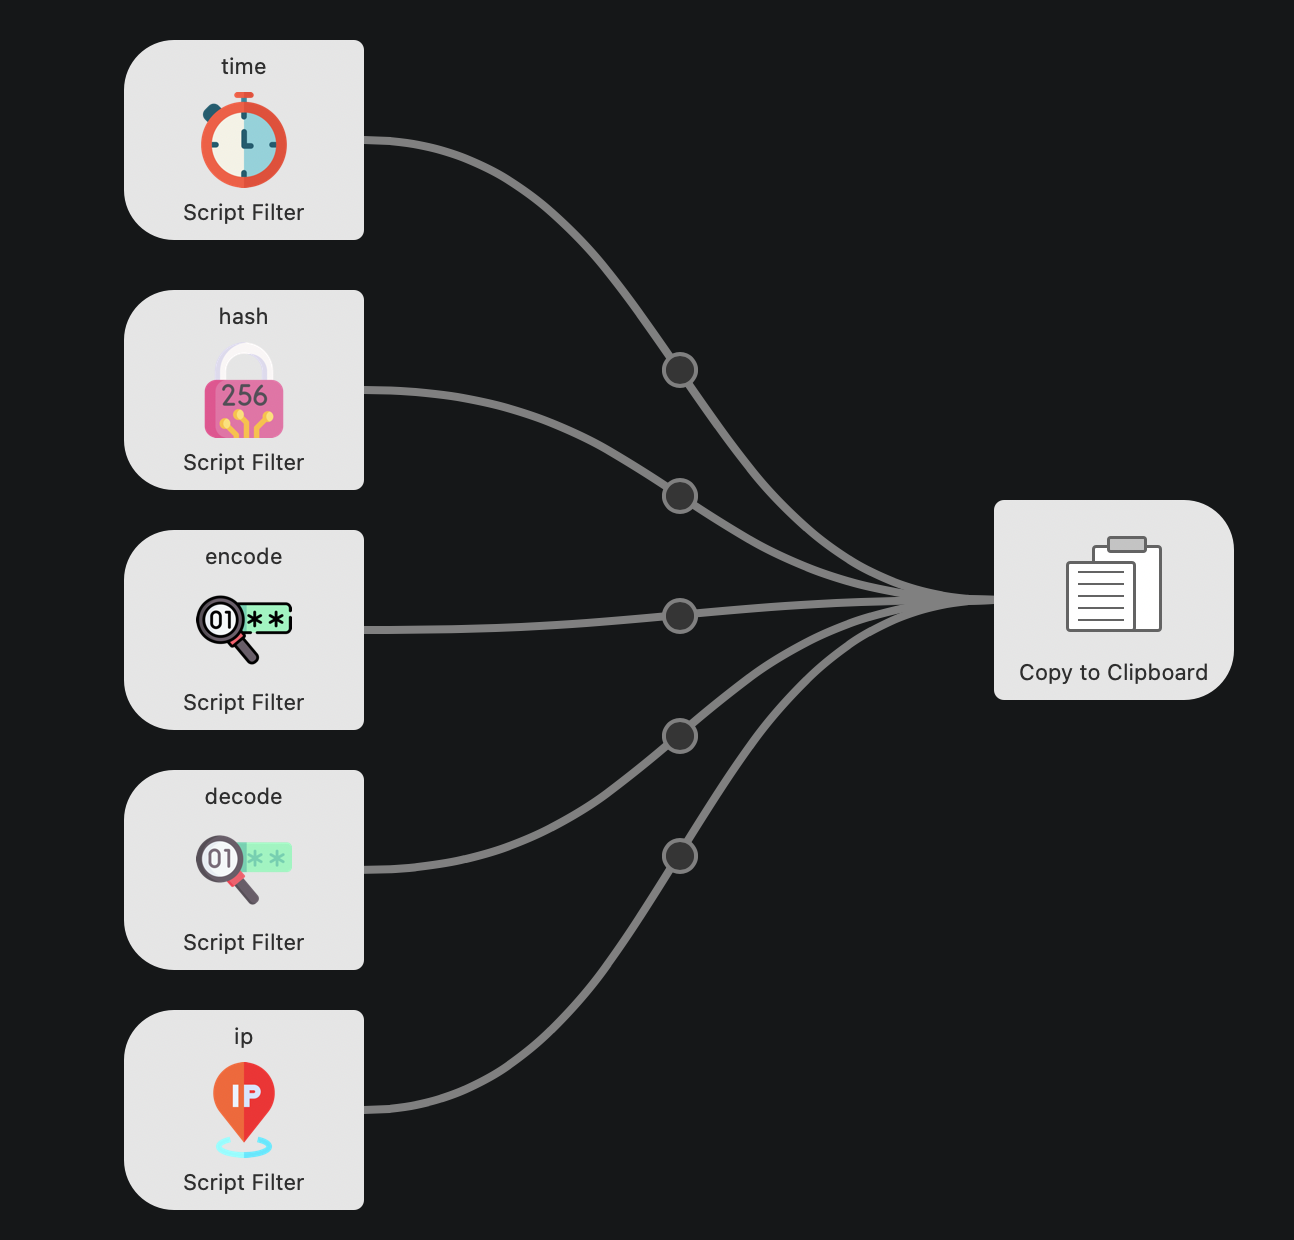 time
Script Filter
hash
256
Script Filter
encode
01**
Script Filter
decode
01**
Script Filter
ip
IP
Script Filter
Copy to Clipboard